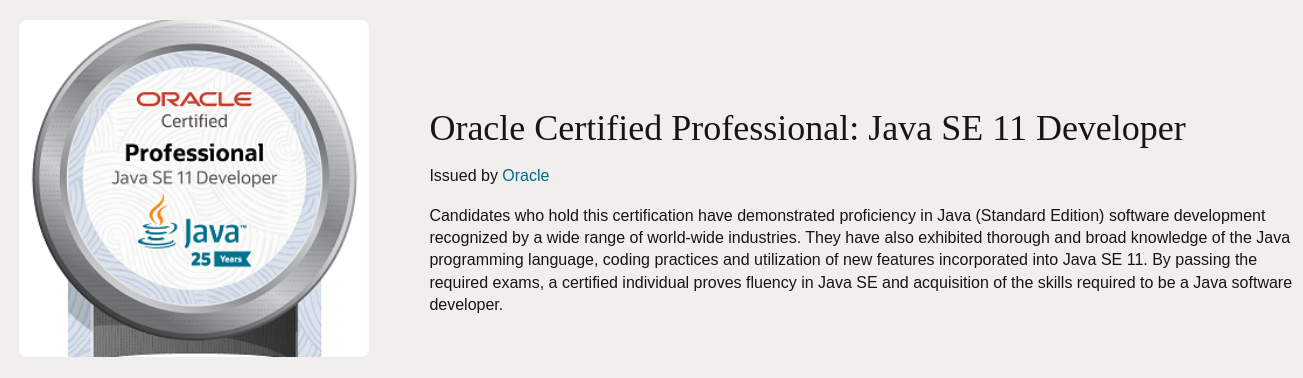 ORACLE
Certified
Professional
Java SE 11 Developer
Java™
25 Years
Oracle Certified Professional: Java SE 11 Developer
Issued by Oracle
Candidates who hold this certification have demonstrated proficiency in Java (Standard Edition) software development
recognized by a wide range of world-wide industries. They have also exhibited thorough and broad knowledge of the Java
programming language, coding practices and utilization of new features incorporated into Java SE 11. By passing the
required exams, a certified individual proves fluency in Java SE and acquisition of the skills required to be a Java software
developer.